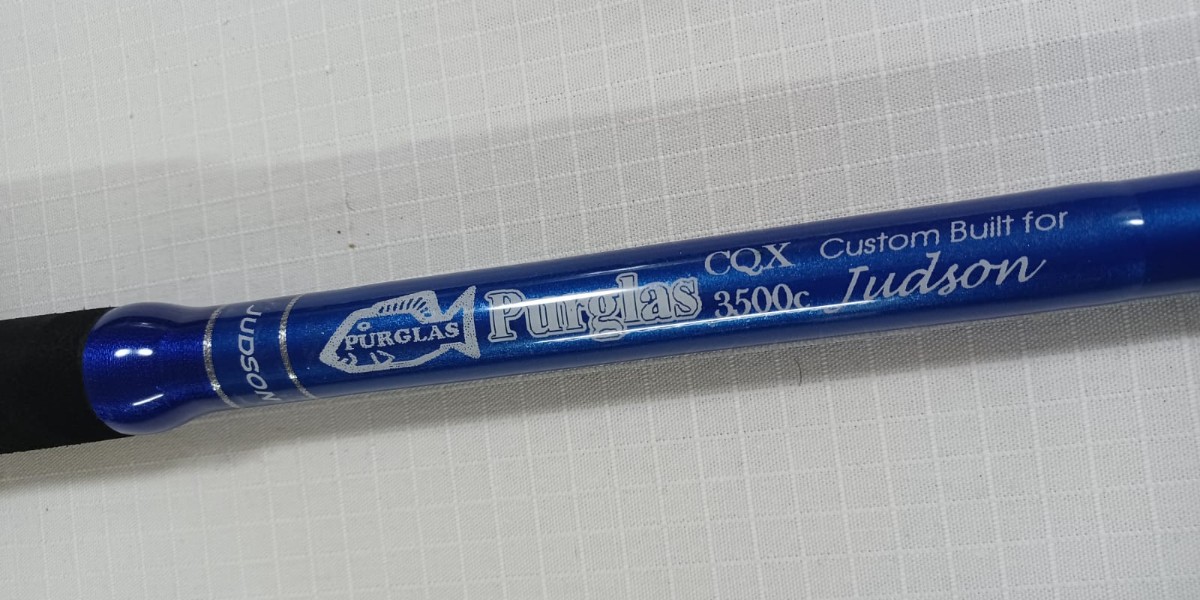 JUDSON
PURGLAS
Purglas
CQX
3500c
Custom Built for
Judson